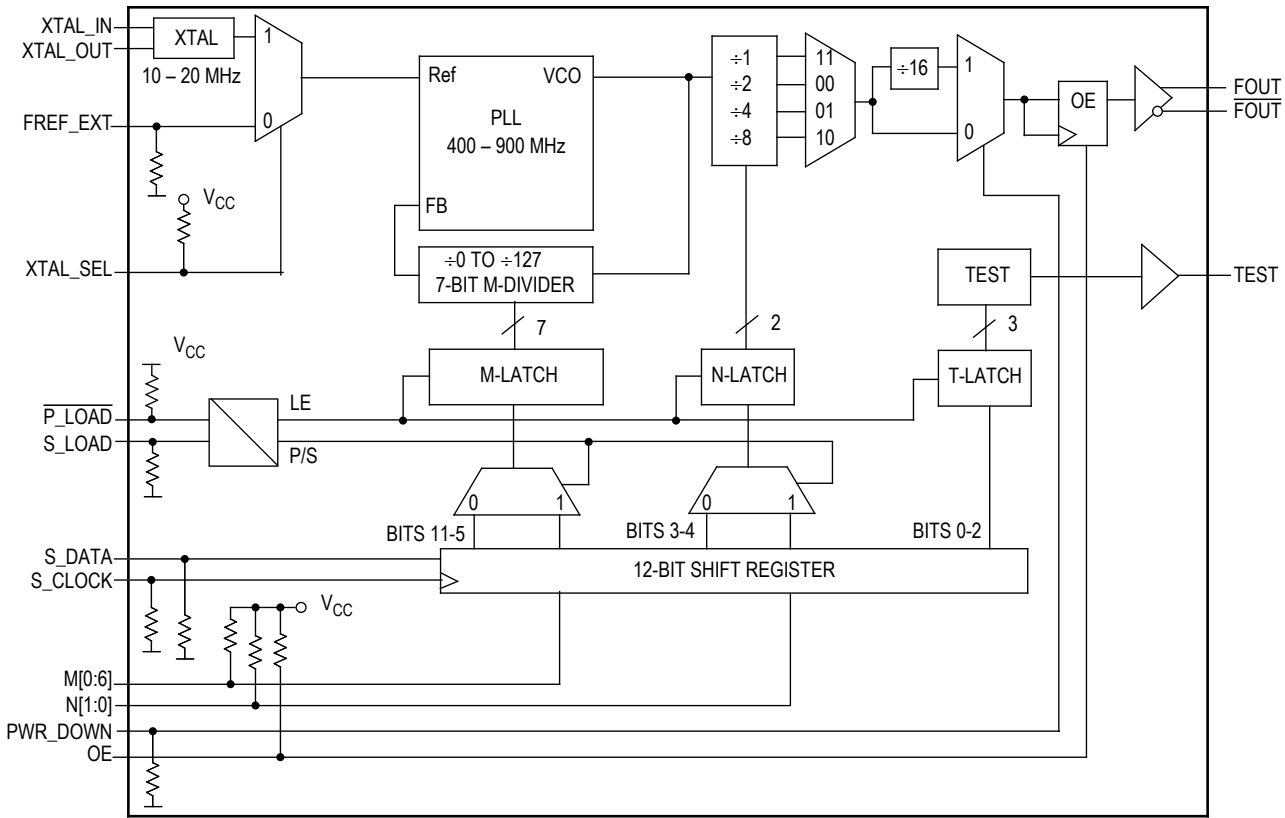 XTAL_IN
XTAL_OUT
XTAL
10 – 20 MHz
1
0
FREF_EXT
VCC
XTAL_SEL
Ref
VCO
PLL
400 – 900 MHz
FB
÷0 TO ÷127
7-BIT M-DIVIDER
7
÷1
÷2
÷4
÷8
11
00
01
10
2
÷16
1
0
OE
FOUT
FOUT
TEST
TEST
3
VCC
P_LOAD
S_LOAD
LE
P/S
M-LATCH
N-LATCH
T-LATCH
0
1
0
1
BITS 11-5
BITS 3-4
BITS 0-2
S_DATA
S_CLOCK
12-BIT SHIFT REGISTER
VCC
M[0:6]
N[1:0]
PWR_DOWN
OE